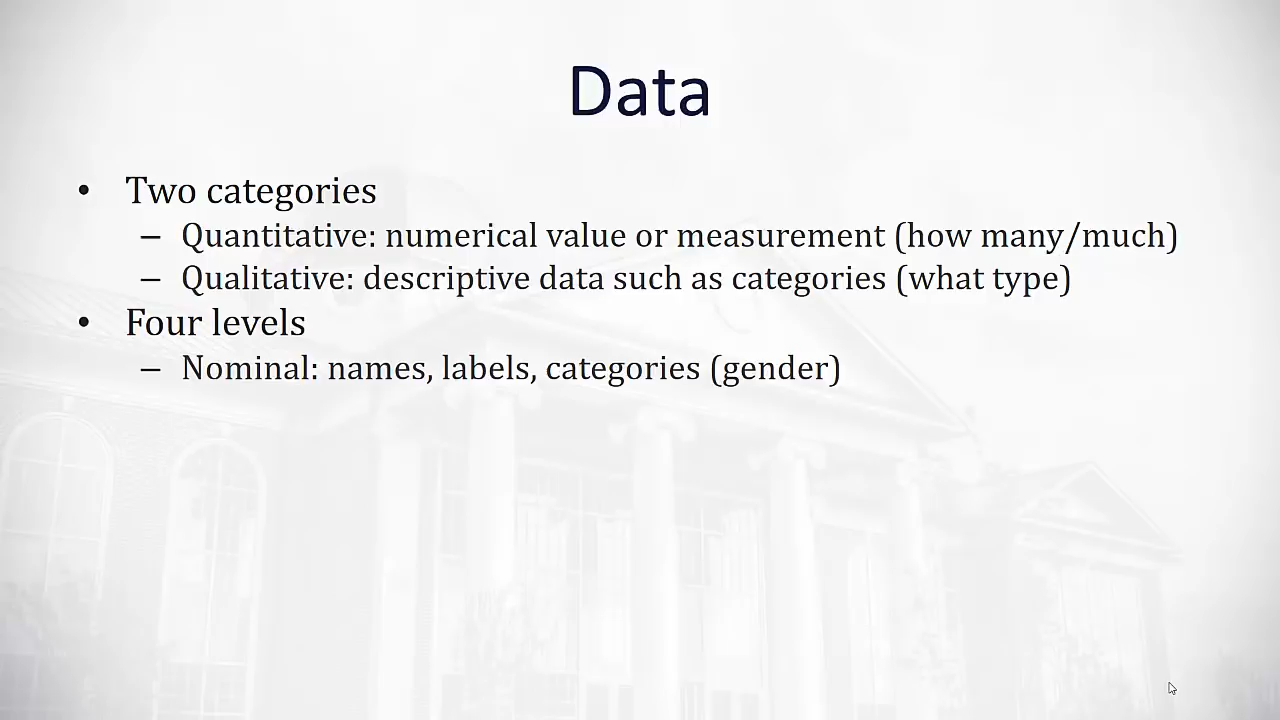 Data
• Two categories
– Quantitative: numerical value or measurement (how many/much)
– Qualitative: descriptive data such as categories (what type)
• Four levels
– Nominal: names, labels, categories (gender)